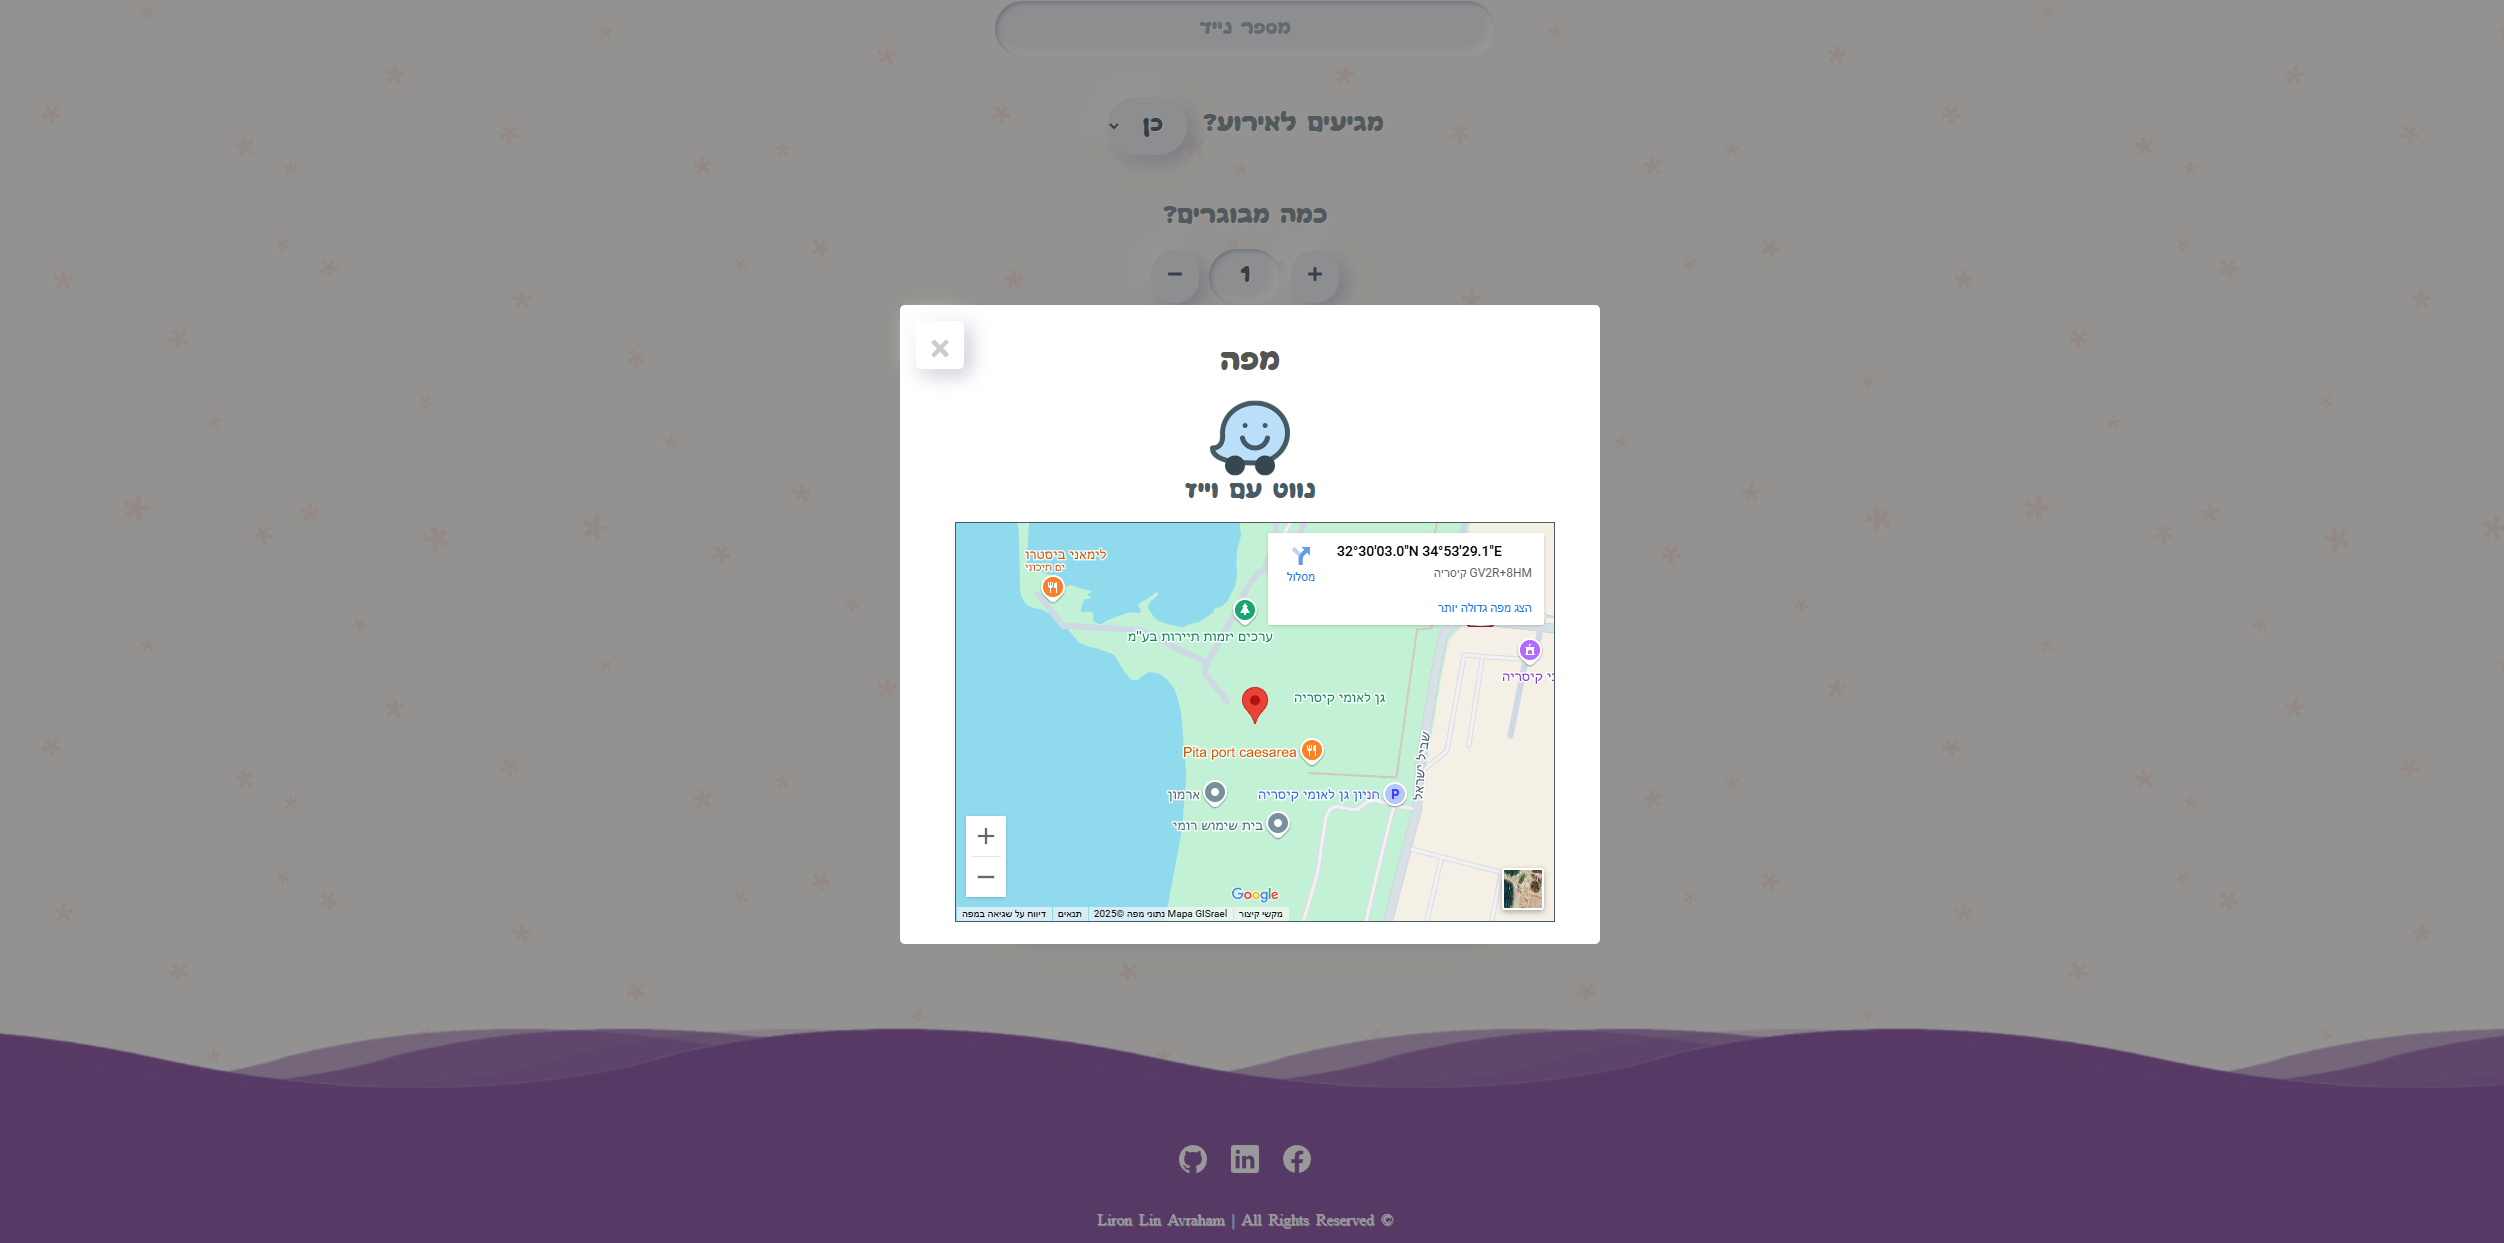 מספר נייד
מגיעים לאירוע?
כן
כמה מבוגרים?
+
1
−
×
מפה
נווט עם וייז
32°30'03.0"N 34°53'29.1"E
GV2R+8HM קיסריה
מסלול
הצג מפה גדולה יותר
לימאני ביסטרו
ים תיכוני
ערכים יזמות תיירות בע"מ
ני קיסריה
גן לאומי קיסריה
Pita port caesarea
שביל ישראל
ארמון
חניון גן לאומי קיסריה
P
בית שימוש רומי
+
−
Google
מקשי קיצור
נתוני מפה ©2025 Mapa GISrael
תנאים
דיווח על שגיאה במפה
Liron Lin Avraham | All Rights Reserved ©